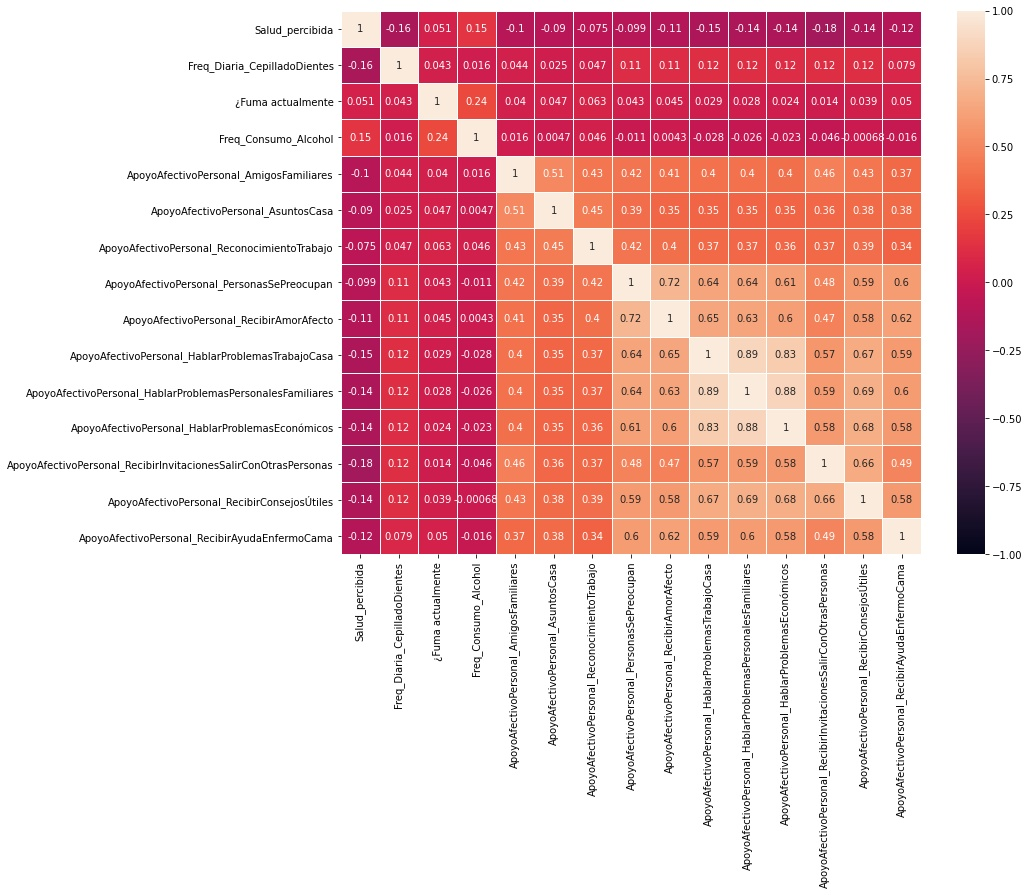 Salud_percibida 1 -0.16 0.051 0.15 -0.1 -0.09 -0.075 -0.099 -0.11 -0.15 -0.14 -0.14 -0.18 -0.14 -0.12
Freq_Diaria_CepilladoDientes -0.16 1 0.043 0.016 0.044 0.025 0.047 0.11 0.11 0.12 0.12 0.12 0.12 0.12 0.079
¿Fuma actualmente 0.051 0.043 1 0.24 0.04 0.047 0.063 0.043 0.045 0.029 0.028 0.024 0.014 0.039 0.05
Freq_Consumo_Alcohol 0.15 0.016 0.24 1 0.016 0.0047 0.046 -0.011 0.0043 -0.028 -0.026 -0.023 -0.046 -0.00068 -0.016
ApoyoAfectivoPersonal_AmigosFamiliares -0.1 0.044 0.04 0.016 1 0.51 0.43 0.42 0.41 0.4 0.4 0.4 0.46 0.43 0.37
ApoyoAfectivoPersonal_AsuntosCasa -0.09 0.025 0.047 0.0047 0.51 1 0.45 0.39 0.35 0.35 0.35 0.35 0.36 0.38 0.38
ApoyoAfectivoPersonal_ReconocimientoTrabajo -0.075 0.047 0.063 0.046 0.43 0.45 1 0.42 0.4 0.37 0.37 0.36 0.37 0.39 0.34
ApoyoAfectivoPersonal_PersonasSePreocupan -0.099 0.11 0.043 -0.011 0.42 0.39 0.42 1 0.72 0.64 0.64 0.61 0.48 0.59 0.6
ApoyoAfectivoPersonal_RecibirAmorAfecto -0.11 0.11 0.045 0.0043 0.41 0.35 0.4 0.72 1 0.65 0.63 0.6 0.47 0.58 0.62
ApoyoAfectivoPersonal_HablarProblemasTrabajoCasa -0.15 0.12 0.029 -0.028 0.4 0.35 0.37 0.64 0.65 1 0.89 0.83 0.57 0.67 0.59
ApoyoAfectivoPersonal_HablarProblemasPersonalesFamiliares -0.14 0.12 0.028 -0.026 0.4 0.35 0.37 0.64 0.63 0.89 1 0.88 0.59 0.69 0.6
ApoyoAfectivoPersonal_HablarProblemasEconómicos -0.14 0.12 0.024 -0.023 0.4 0.35 0.36 0.61 0.6 0.83 0.88 1 0.58 0.68 0.58
ApoyoAfectivoPersonal_RecibirInvitacionesSalirConOtrasPersonas -0.18 0.12 0.014 -0.046 0.46 0.36 0.37 0.48 0.47 0.57 0.59 0.58 1 0.66 0.49
ApoyoAfectivoPersonal_RecibirConsejosÚtiles -0.14 0.12 0.039 -0.00068 0.43 0.38 0.39 0.59 0.58 0.67 0.69 0.68 0.66 1 0.58
ApoyoAfectivoPersonal_RecibirAyudaEnfermoCama -0.12 0.079 0.05 -0.016 0.37 0.38 0.34 0.6 0.62 0.59 0.6 0.58 0.49 0.58 1
Salud_percibida
Freq_Diaria_CepilladoDientes
¿Fuma actualmente
Freq_Consumo_Alcohol
ApoyoAfectivoPersonal_AmigosFamiliares
ApoyoAfectivoPersonal_AsuntosCasa
ApoyoAfectivoPersonal_ReconocimientoTrabajo
ApoyoAfectivoPersonal_PersonasSePreocupan
ApoyoAfectivoPersonal_RecibirAmorAfecto
ApoyoAfectivoPersonal_HablarProblemasTrabajoCasa
ApoyoAfectivoPersonal_HablarProblemasPersonalesFamiliares
ApoyoAfectivoPersonal_HablarProblemasEconómicos
ApoyoAfectivoPersonal_RecibirInvitacionesSalirConOtrasPersonas
ApoyoAfectivoPersonal_RecibirConsejosÚtiles
ApoyoAfectivoPersonal_RecibirAyudaEnfermoCama
1.00
0.75
0.50
0.25
0.00
−0.25
−0.50
−0.75
−1.00